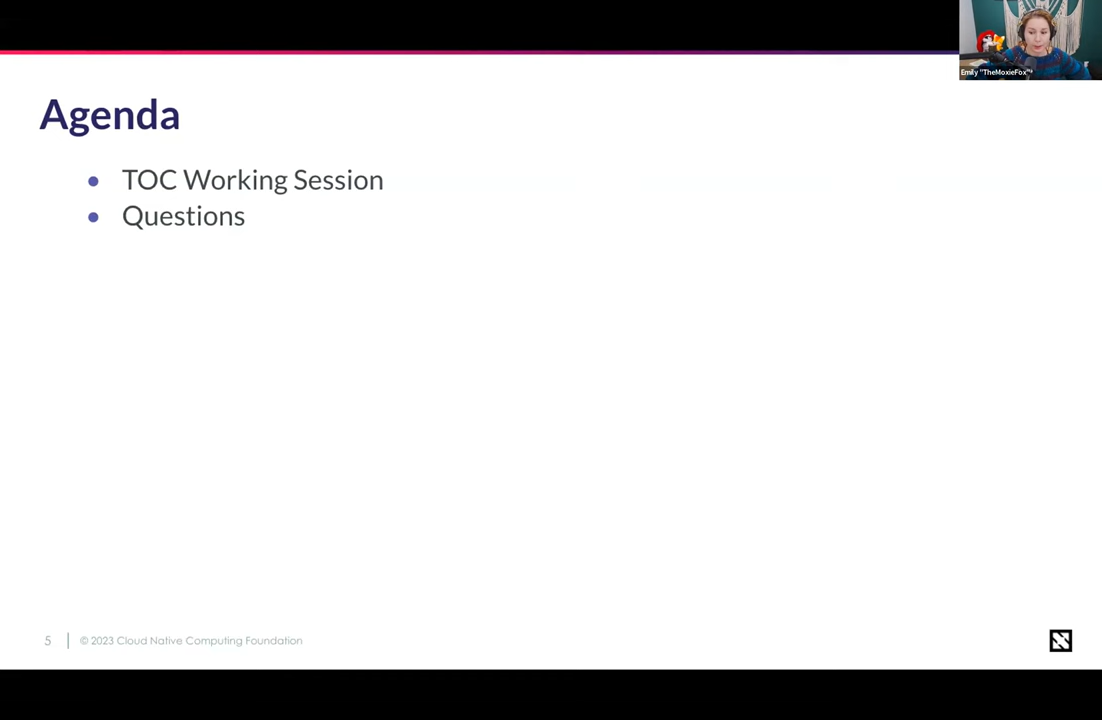 Emily "TheMoxieFox"
Agenda
• TOC Working Session
• Questions
5
© 2023 Cloud Native Computing Foundation